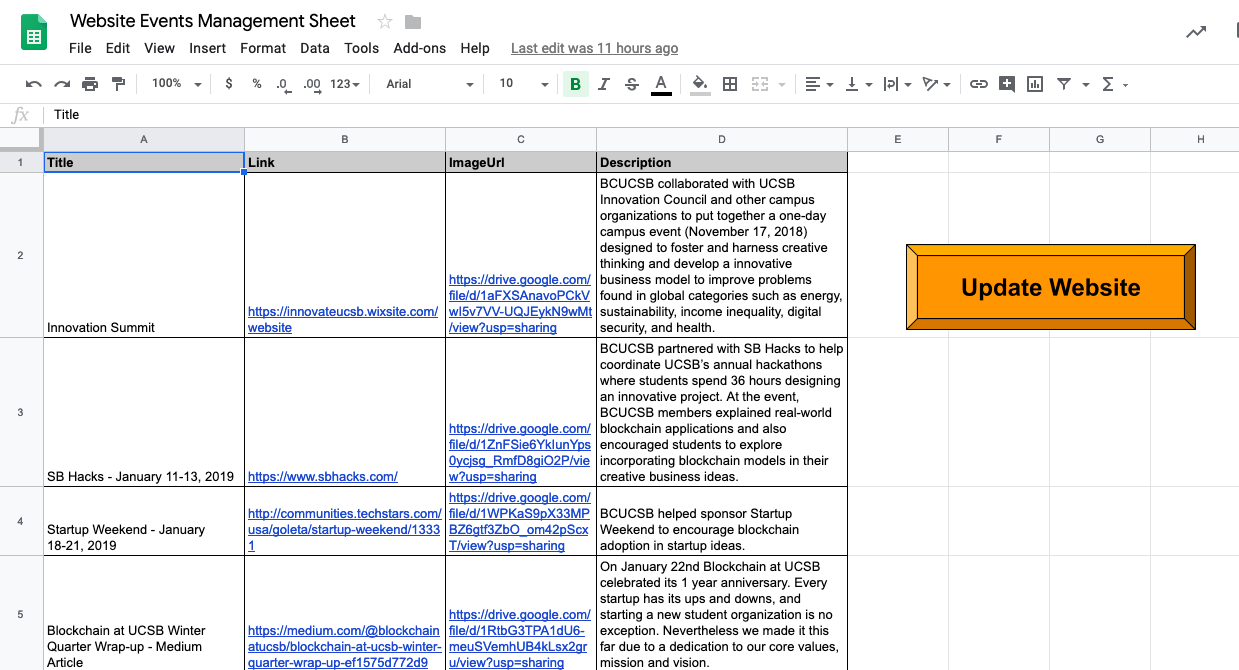 Website Events Management Sheet
File Edit View Insert Format Data Tools Add-ons Help Last edit was 11 hours ago
100% $ % .0 .00 123 Arial 10 B I S A
fx Title
A B C D E F G H
1 Title Link ImageUrl Description
2
Innovation Summit
https://innovateucsb.wixsite.com/
website
https://drive.google.com/
file/d/1aFXSAnavoPCkV
wI5v7VV-UQJEykN9wMt
/view?usp=sharing
BCUCSB collaborated with UCSB
Innovation Council and other campus
organizations to put together a one-day
campus event (November 17, 2018)
designed to foster and harness creative
thinking and develop a innovative
business model to improve problems
found in global categories such as energy,
sustainability, income inequality, digital
security, and health.
Update Website
3
SB Hacks - January 11-13, 2019
https://www.sbhacks.com/
https://drive.google.com/
file/d/1ZnFSie6YklunYps
0ycjsg_RmfD8giO2P/vie
w?usp=sharing
BCUCSB partnered with SB Hacks to help
coordinate UCSB's annual hackathons
where students spend 36 hours designing
an innovative project. At the event,
BCUCSB members explained real-world
blockchain applications and also
encouraged students to explore
incorporating blockchain models in their
creative business ideas.
4
Startup Weekend - January
18-21, 2019
http://communities.techstars.com/
usa/goleta/startup-weekend/1333
1
https://drive.google.com/
file/d/1WPKaS9pX33MP
BZ6gtf3ZbO_om42pScx
T/view?usp=sharing
BCUCSB helped sponsor Startup
Weekend to encourage blockchain
adoption in startup ideas.
5
Blockchain at UCSB Winter
Quarter Wrap-up - Medium
Article
https://medium.com/@blockchain
atucsb/blockchain-at-ucsb-winter-
quarter-wrap-up-ef1575d772d9
https://drive.google.com/
file/d/1RtbG3TPA1dU6-
meuSVemhUB4kLsx2gr
u/view?usp=sharing
On January 22nd Blockchain at UCSB
celebrated its 1 year anniversary. Every
startup has its ups and downs, and
starting a new student organization is no
exception. Nevertheless we made it this
far due to a dedication to our core values,
mission and vision.